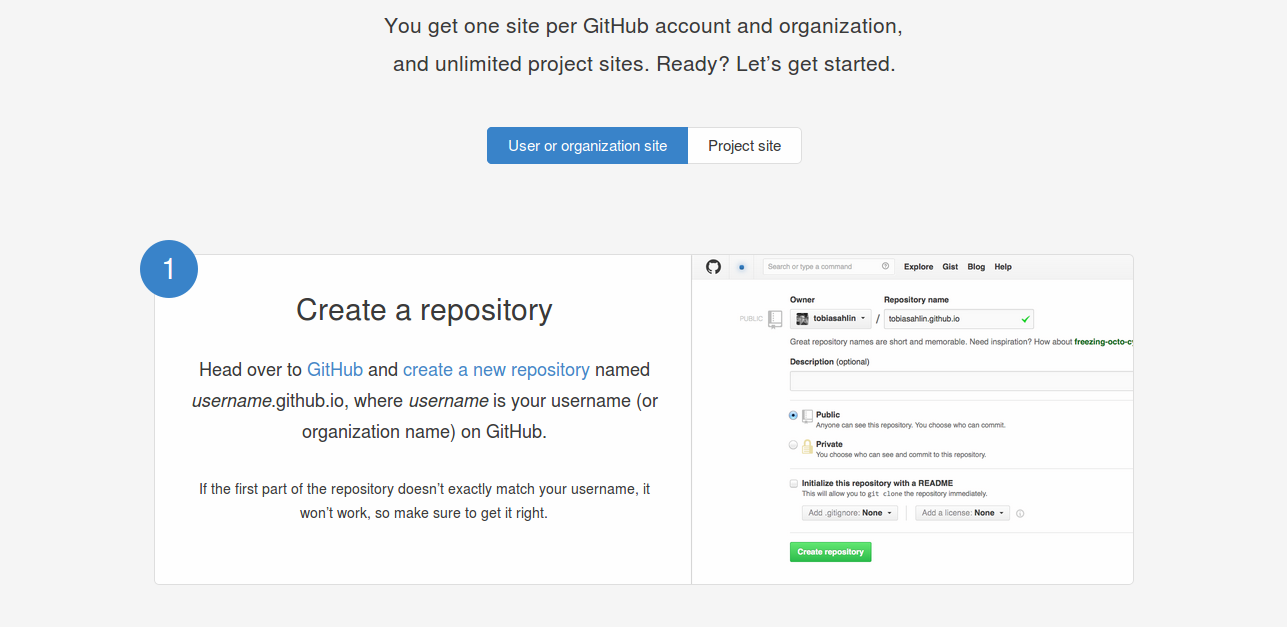 You get one site per GitHub account and organization,
and unlimited project sites. Ready? Let’s get started.
User or organization site
Project site
1
Create a repository
Head over to GitHub and create a new repository named
username.github.io, where username is your username (or
organization name) on GitHub.
If the first part of the repository doesn’t exactly match your username, it
won’t work, so make sure to get it right.
Search or type a command
Explore Gist Blog Help
Owner
Repository name
PUBLIC
tobiasahlin / tobiasahlin.github.io
Great repository names are short and memorable. Need inspiration? How about freezing-octo-
Description (optional)
Public
Anyone can see this repository. You choose who can commit.
Private
You choose who can see and commit to this repository.
Initialize this repository with a README
This will allow you to git clone the repository immediately.
Add .gitignore: None
Add a license: None
Create repository